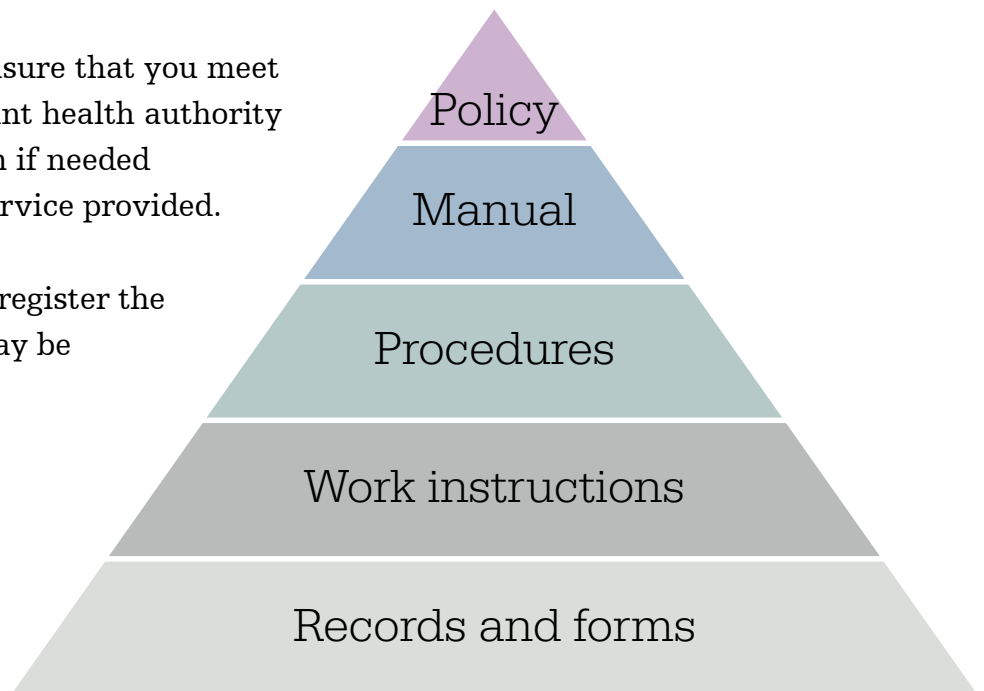 nsure that you meet
nt health authority
if needed
rvice provided.
register the
ay be
Policy
Manual
Procedures
Work instructions
Records and forms